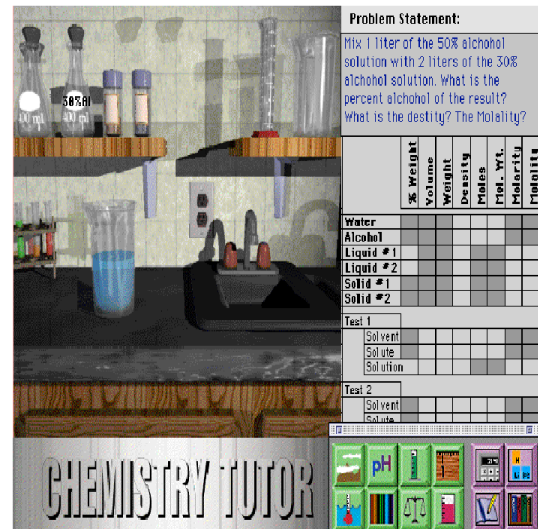 Problem Statement:
Mix 1 liter of the 50% alchohol
solution with 2 liters of the 30%
alchohol solution. What is the
percent alchohol of the result?
What is the destity? The Molality?
30%Al
400 ml
400 ml
% Weight
Volume
Weight
Density
Moles
Mol. Wt.
Molarity
Molality
Water
Alcohol
Liquid #1
Liquid #2
Solid #1
Solid #2
Test 1
Solvent
Solute
Solution
Test 2
Solvent
Solute
pH
CHEMISTRY TUTOR